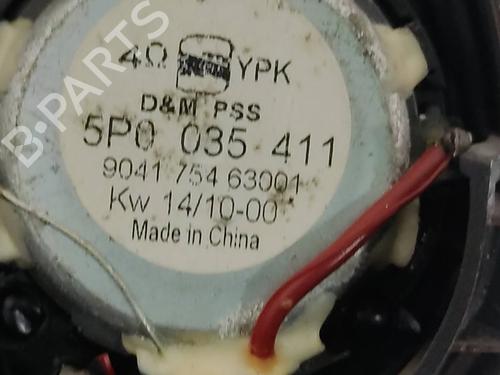 4Ω YPK
D&M PSS
5P0 035 411
9041 754 63001
Kw 14/10-00
Made in China
B-PARTS